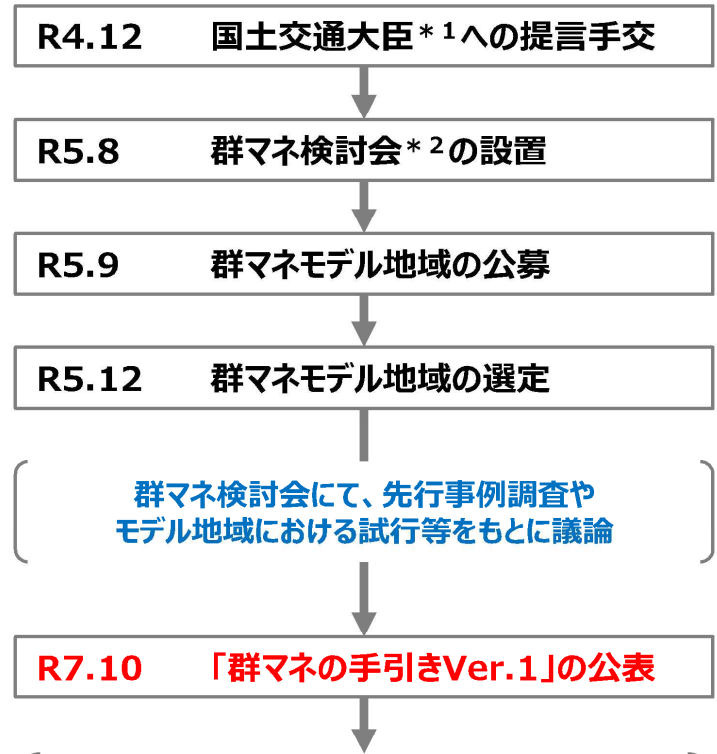 R4.12 国土交通大臣*1への提言手交
R5.8 群マネ検討会*2の設置
R5.9 群マネモデル地域の公募
R5.12 群マネモデル地域の選定
群マネ検討会にて、先行事例調査や
モデル地域における試行等をもとに議論
R7.10 「群マネの手引きVer.1」の公表